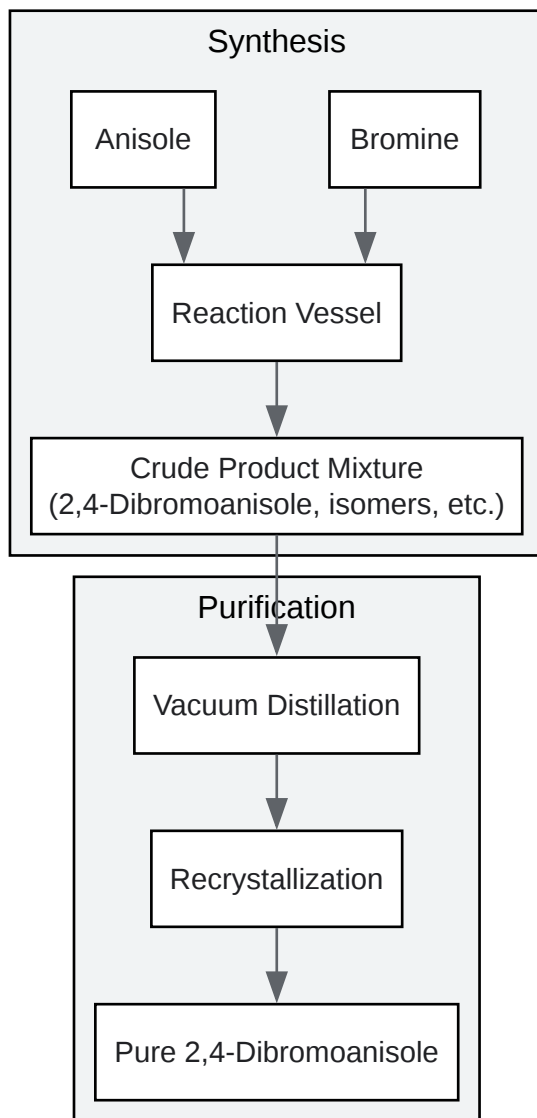 Synthesis
Anisole
Bromine
Reaction Vessel
Crude Product Mixture
(2,4-Dibromoanisole, isomers, etc.)
Purification
Vacuum Distillation
Recrystallization
Pure 2,4-Dibromoanisole